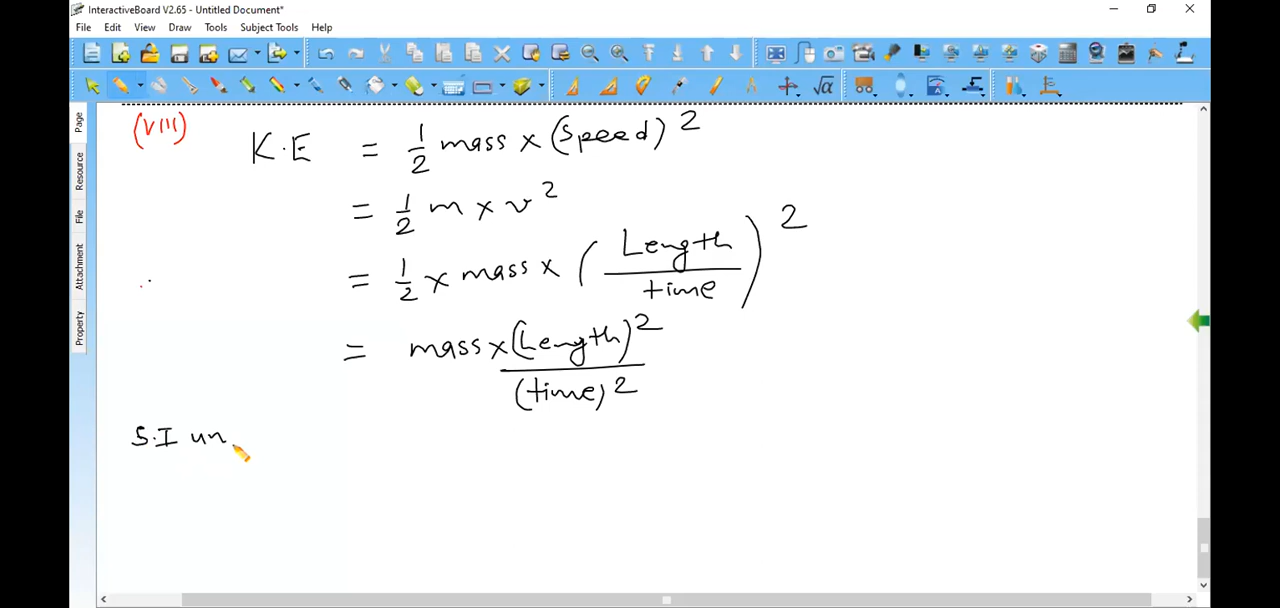 InteractiveBoard V2.65 - Untitled Document*
File Edit View Draw Tools Subject Tools Help
Page
Resource
File
Attachment
Property
(VIII) K.E = 1/2 mass x (Speed)^2
= 1/2 m x v^2
= 1/2 x mass x (Length/time)^2
= mass x (Length)^2/(time)^2
S.I un